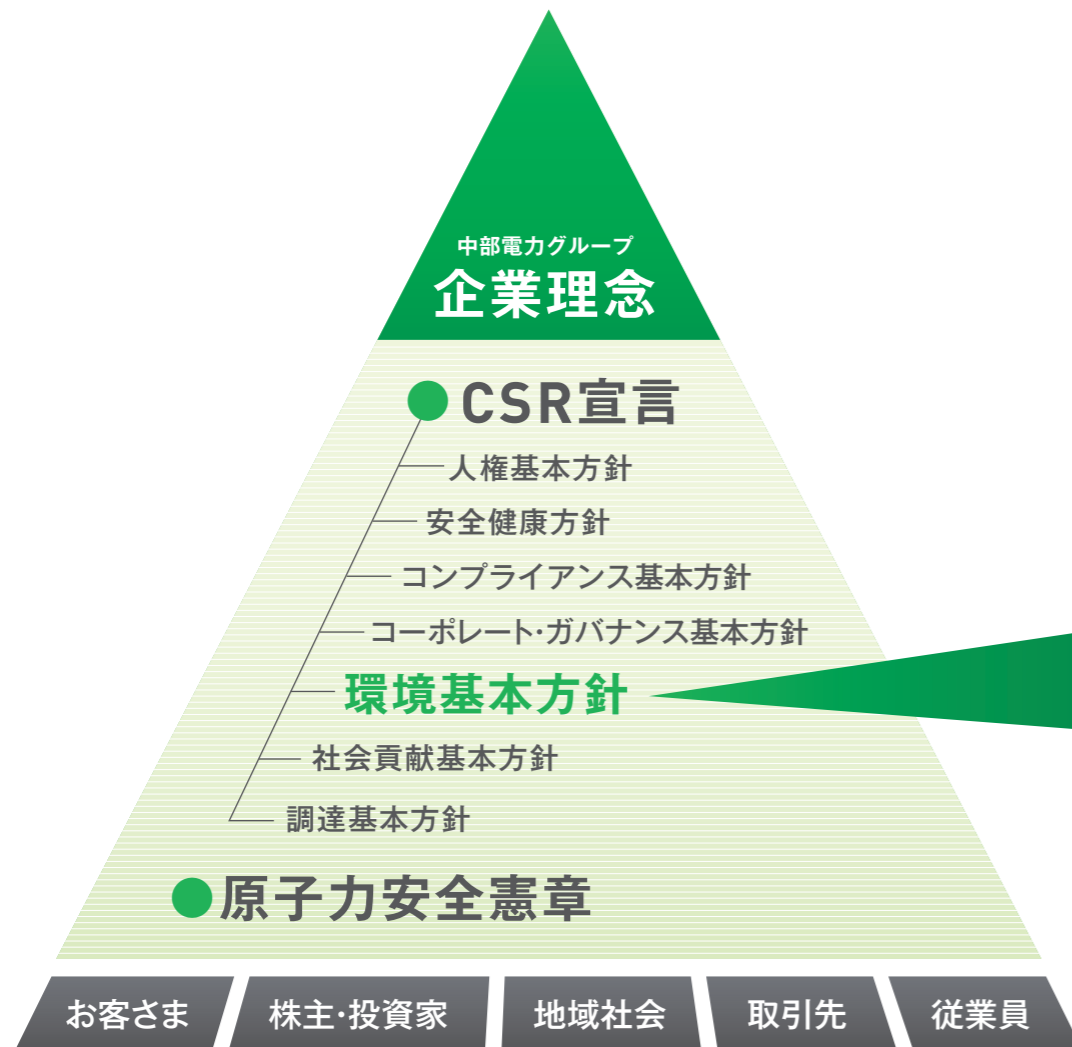 中部電力グループ
企業理念
CSR宣言
人権基本方針
安全健康方針
コンプライアンス基本方針
コーポレート・ガバナンス基本方針
環境基本方針
社会貢献基本方針
調達基本方針
原子力安全憲章
お客さま 株主・投資家 地域社会 取引先 従業員